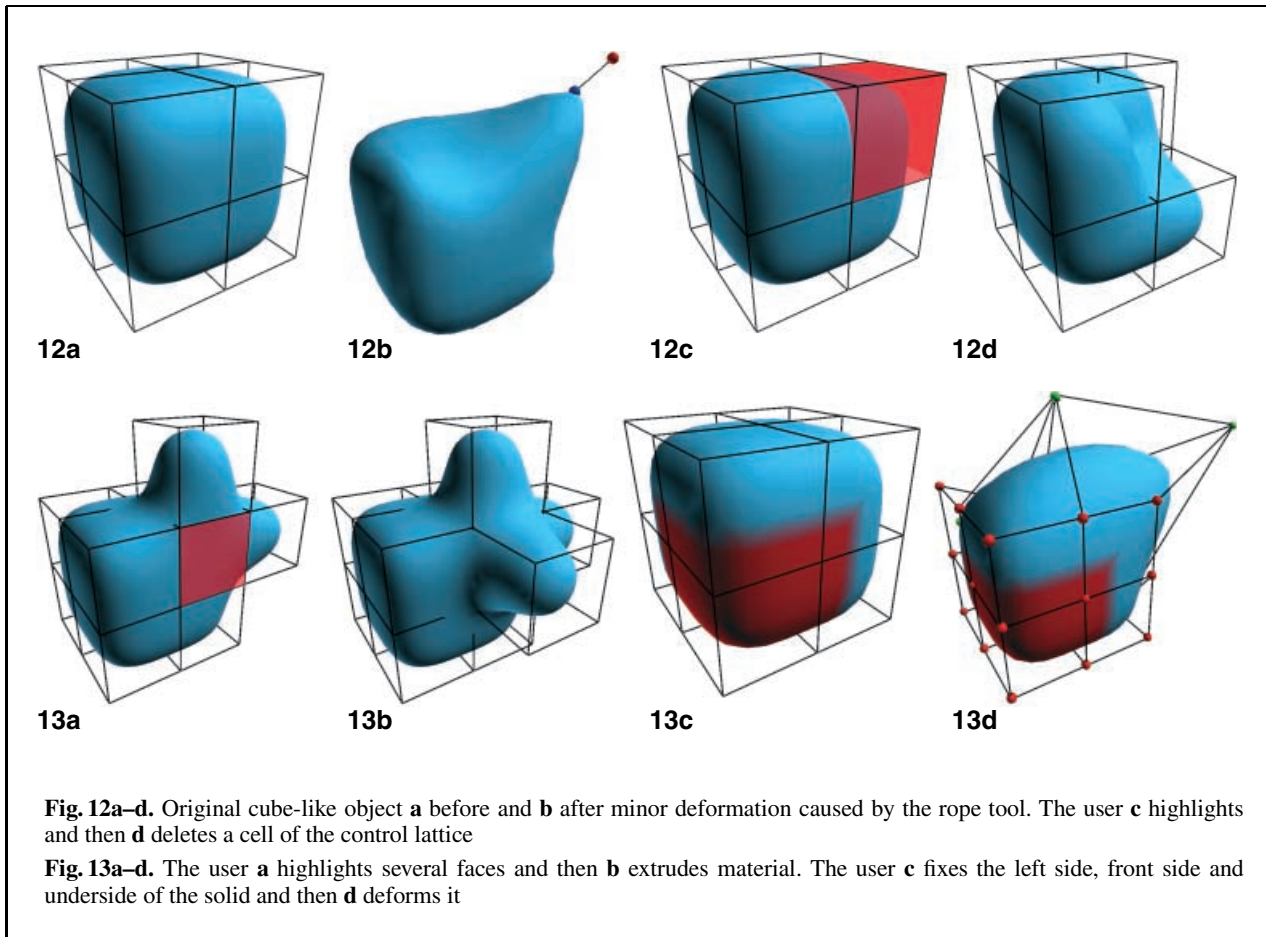 12a
12b
12c
12d
13a
13b
13c
13d
Fig. 12a–d. Original cube-like object a before and b after minor deformation caused by the rope tool. The user c highlights
and then d deletes a cell of the control lattice
Fig. 13a–d. The user a highlights several faces and then b extrudes material. The user c fixes the left side, front side and
underside of the solid and then d deforms it